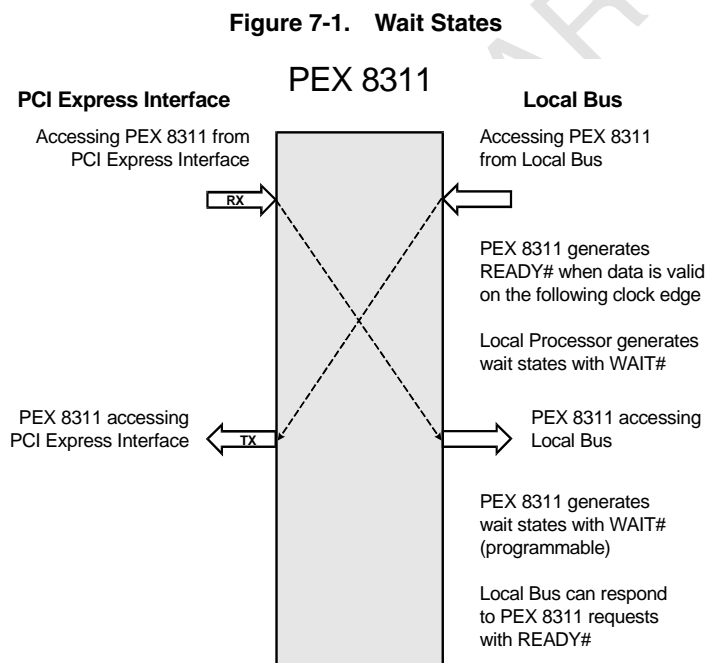 Figure 7-1. Wait States
PEX 8311
PCI Express Interface
Local Bus
Accessing PEX 8311 from
PCI Express Interface
Accessing PEX 8311
from Local Bus
RX
PEX 8311 generates
READY# when data is valid
on the following clock edge
Local Processor generates
wait states with WAIT#
PEX 8311 accessing
PCI Express Interface
TX
PEX 8311 accessing
Local Bus
PEX 8311 generates
wait states with WAIT#
(programmable)
Local Bus can respond
to PEX 8311 requests
with READY#